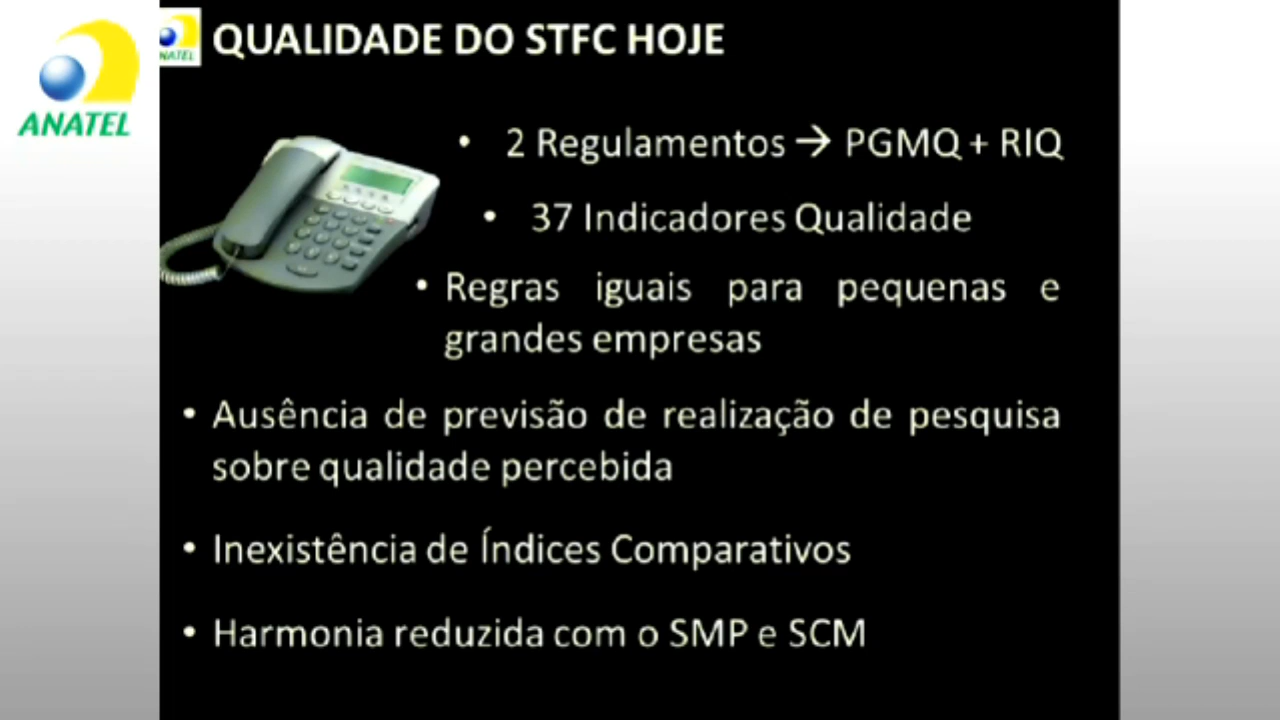 ANATEL
ANATEL
QUALIDADE DO STFC HOJE
• 2 Regulamentos → PGMQ + RIQ
• 37 Indicadores Qualidade
• Regras iguais para pequenas e
grandes empresas
• Ausência de previsão de realização de pesquisa
sobre qualidade percebida
• Inexistência de Índices Comparativos
• Harmonia reduzida com o SMP e SCM